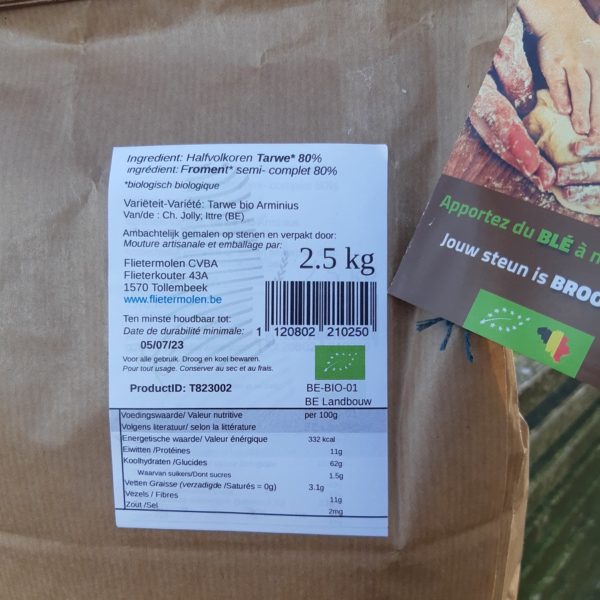 Ingredient: Halfvolkoren Tarwe* 80%
ingrédient: Froment* semi- complet 80%
*biologisch biologique
Variëteit-Variété: Tarwe bio Arminius
Van/de : Ch. Jolly, Ittre (BE)
Ambachtelijk gemalen op stenen en verpakt door:
Mouture artisanale et emballage par:
2.5 kg
Flietermolen CVBA
Flieterkouter 43A
1570 Tollembeek
www.flietermolen.be
Ten minste houdbaar tot:
Date de durabilité minimale:
05/07/23
1 120802 210250
Voor alle gebruik. Droog en koel bewaren.
Pour tout usage. Conserver au sec et au frais.
ProductID: T823002
BE-BIO-01
BE Landbouw
Voedingswaarde/ Valeur nutritive per 100g
Volgens literatuur/ selon la littérature
Energetische waarde/ Valeur énérgique 332 kcal
Eiwitten /Protéines 11g
Koolhydraten /Glucides 62g
Waarvan suikers/Dont sucres 1.5g
Vetten Graisse (verzadigde /Saturés = 0g) 3.1g
Vezels / Fibres 11g
Zout /Sel 2mg
Apportez du BLÉ à
Jouw steun is